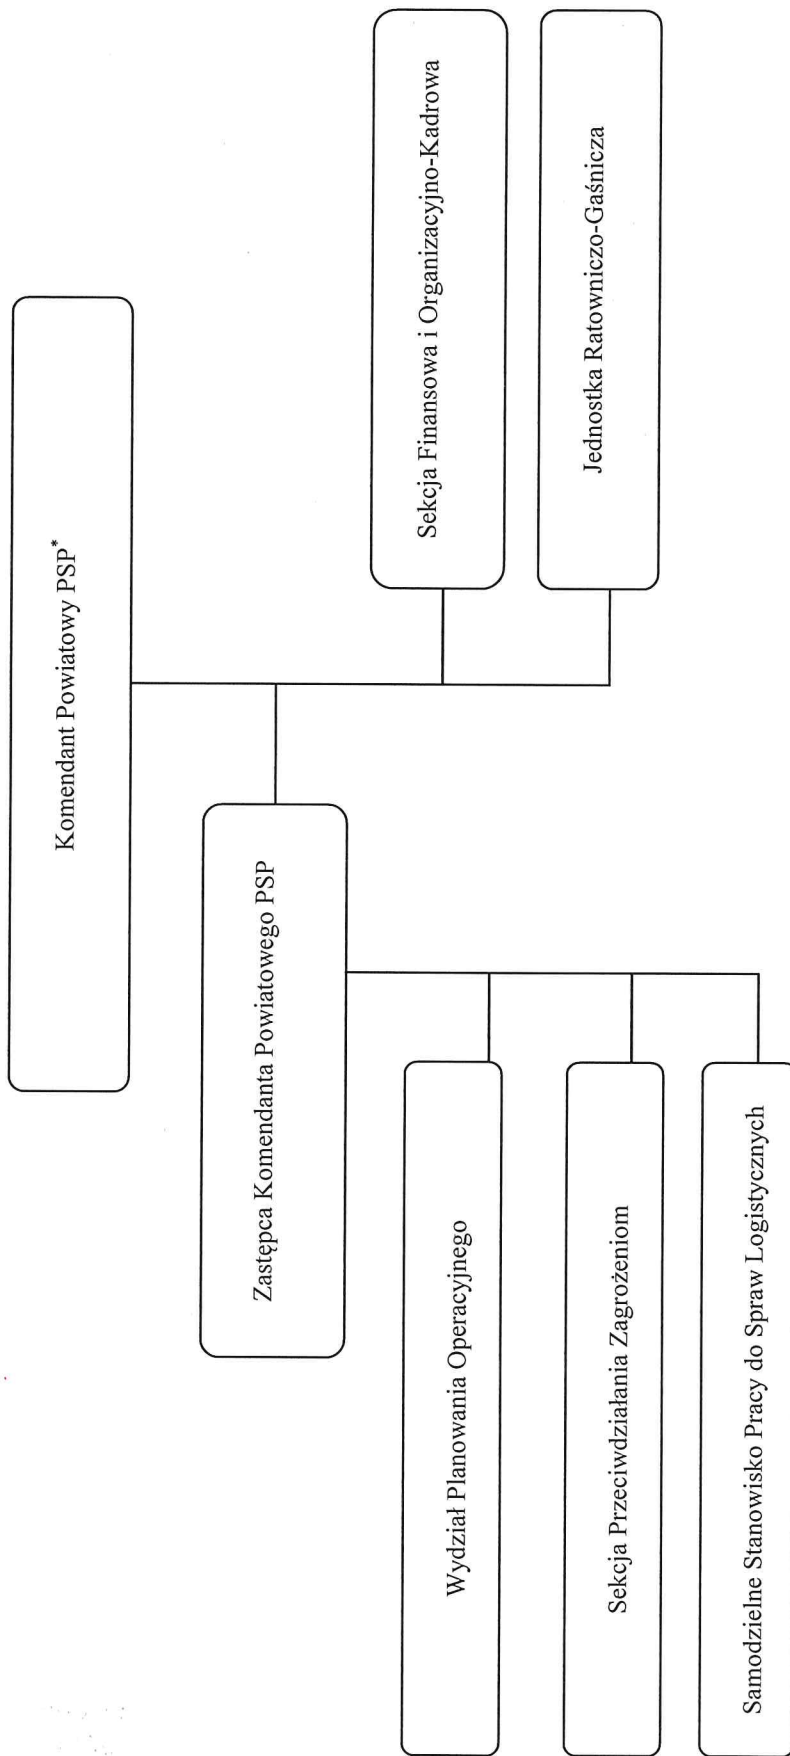 Komendant Powiatowy PSP*
Zastępca Komendanta Powiatowego PSP
Wydział Planowania Operacyjnego
Sekcja Przeciwdziałania Zagrożeniom
Samodzielne Stanowisko Pracy do Spraw Logistycznych
Sekcja Finansowa i Organizacyjno-Kadrowa
Jednostka Ratowniczo-Gaśnicza